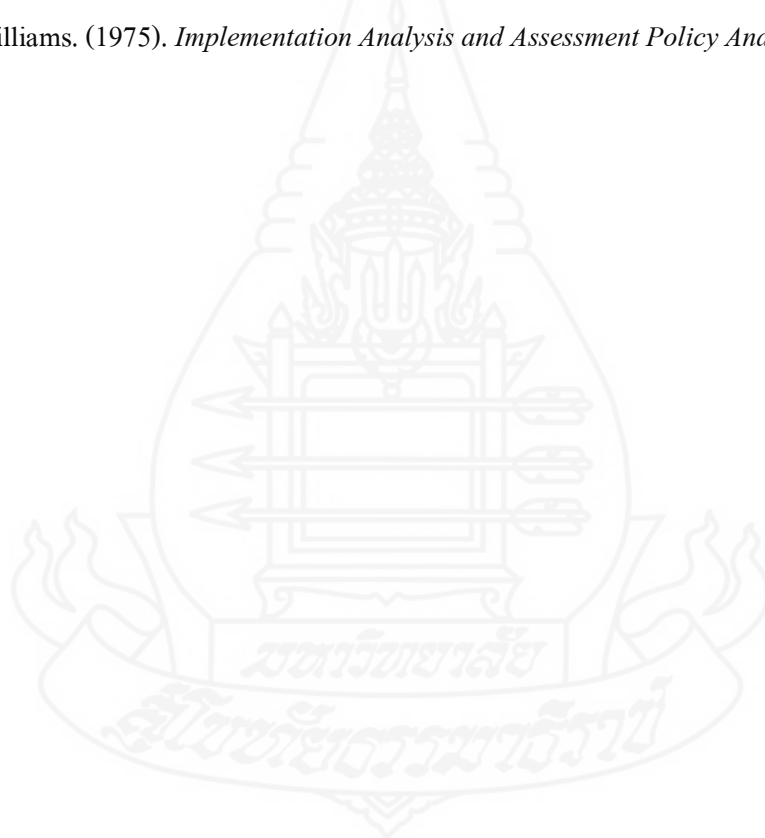 illiams. (1975). Implementation Analysis and Assessment Policy Ana
มหาวิทยาลัย
สุโขทัยธรรมาธิราช